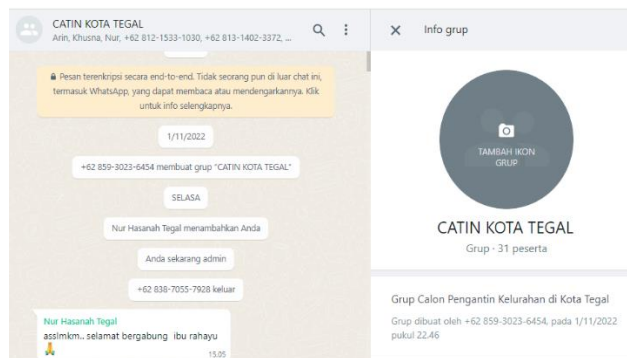 CATIN KOTA TEGAL
Arin, Khusna, Nur, +62 812-1533-1030, +62 813-1402-3372, ...
Pesan terenkripsi secara end-to-end. Tidak seorang pun di luar chat ini,
termasuk WhatsApp, yang dapat membaca atau mendengarkannya. Klik
untuk info selengkapnya.
1/11/2022
+62 859-3023-6454 membuat grup "CATIN KOTA TEGAL"
SELASA
Nur Hasanah Tegal menambahkan Anda
Anda sekarang admin
+62 838-7055-7928 keluar
Nur Hasanah Tegal
asslmkm.. selamat bergabung ibu rahayu
🙏
15.05
Info grup
TAMBAH IKON
GRUP
CATIN KOTA TEGAL
Grup · 31 peserta
Grup Calon Pengantin Kelurahan di Kota Tegal
Grup dibuat oleh +62 859-3023-6454, pada 1/11/2022
pukul 22.46